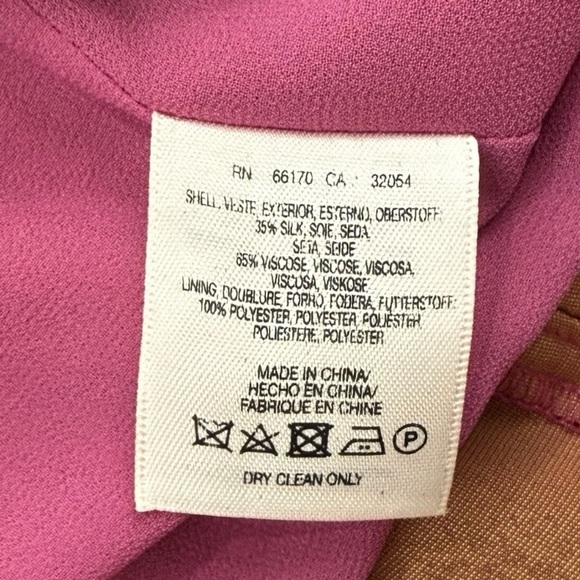 RN 66170 CA : 32054
SHELL, VESTE, EXTERIOR, ESTERNO, OBERSTOFF:
35% SILK, SOIE, SEDA,
SETA, SEIDE
65% VISCOSE, VISCOSE, VISCOSA,
VISCOSA, VISKOSE
LINING, DOUBLURE, FORRO, FODERA, FUTTERSTOFF:
100% POLYESTER, POLYESTER, POLIESTER,
POLIESTERE, POLYESTER
MADE IN CHINA/
HECHO EN CHINA/
FABRIQUE EN CHINE
P
DRY CLEAN ONLY